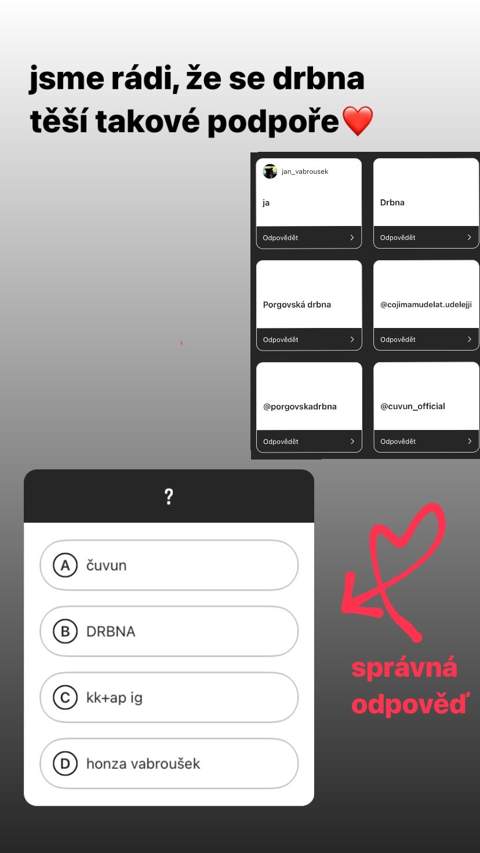 jsme rádi, že se drbna
těší takové podpoře❤️
jan_vabrousek
ja
Odpovědět
Drbna
Odpovědět
Porgovská drbna
Odpovědět
@cojimamudelat.udelejji
Odpovědět
@porgovskadrbna
Odpovědět
@cuvun_official
Odpovědět
?
A čuvun
B DRBNA
C kk+ap ig
D honza vabroušek
správná
odpověď